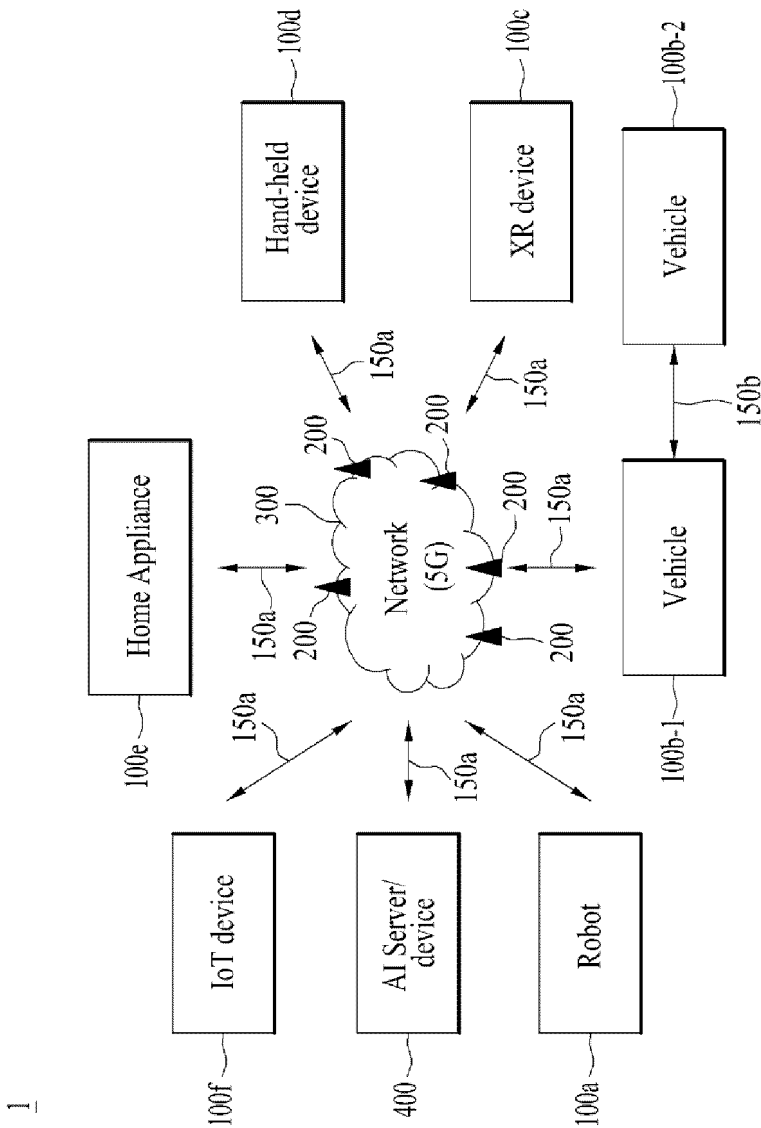 1
100e
Home Appliance
100f
IoT device
150a
150a
300
200
200
150a
Hand-held
device
100d
400
AI Server/
device
150a
Network
(5G)
200
200
200
150a
XR device
100c
100a
Robot
150a
150a
100b-1
Vehicle
150b
Vehicle
100b-2